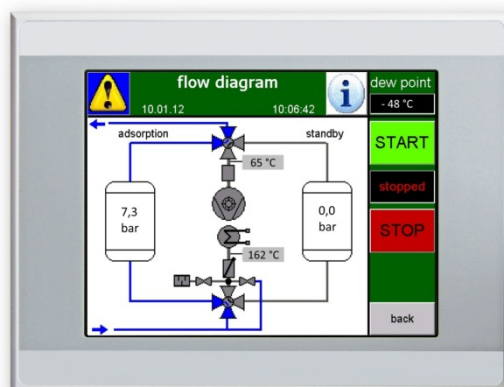 flow diagram
10.01.12 10:06:42
dew point
- 48 °C
adsorption
standby
START
65 °C
stopped
7,3
bar
0,0
bar
STOP
162 °C
back